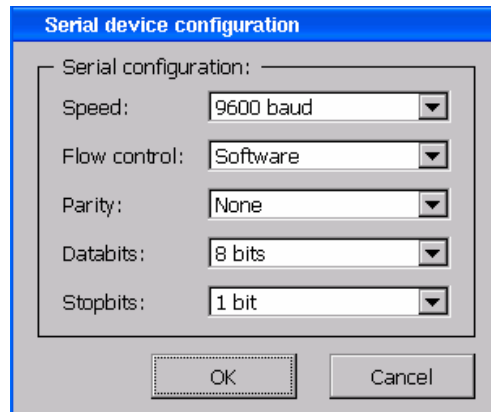 Serial device configuration
Serial configuration:
Speed: 9600 baud
Flow control: Software
Parity: None
Databits: 8 bits
Stopbits: 1 bit
OK Cancel